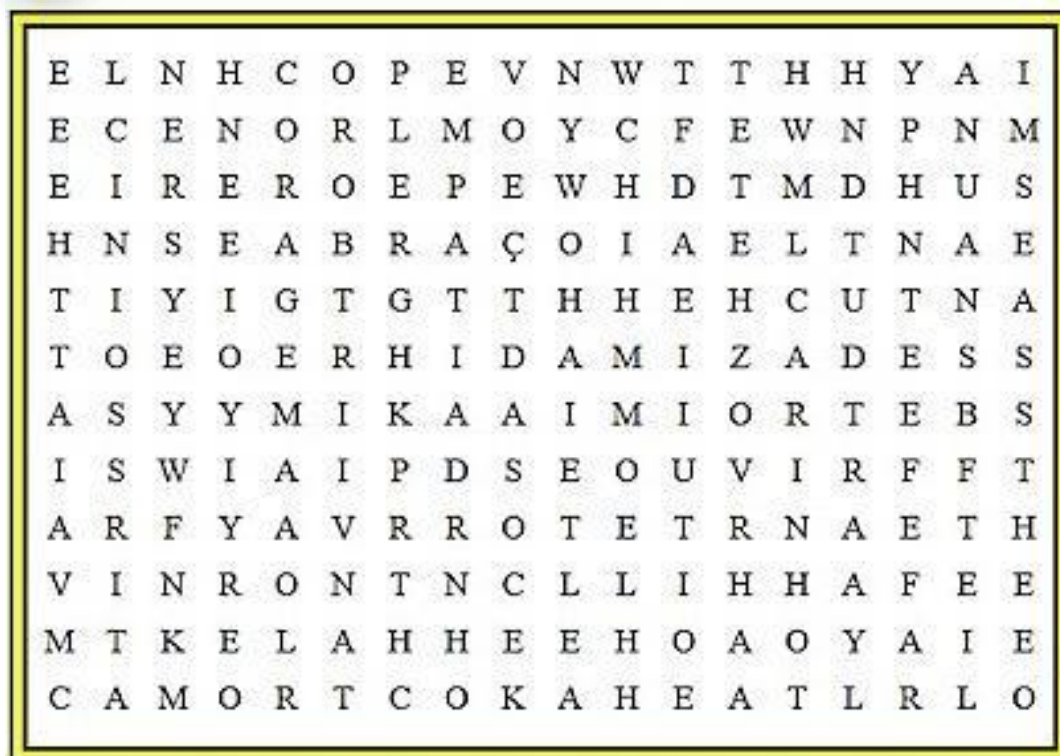 E L N H C O P E V N W T T H H Y A I
E C E N O R L M O Y C F E W N P N M
E I R E R O E P E W H D T M D H U S
H N S E A B R A Ç O I A E L T N A E
T I Y I G T G T T H H E H C U T N A
T O E O E R H I D A M I Z A D E S S
A S Y Y M I K A A I M I O R T E B S
I S W I A I P D S E O U V I R F F T
A R F Y A V R R O T E T R N A E T H
V I N R O N T N C L L I H H A F E E
M T K E L A H H E E H O A O Y A I E
C A M O R T C O K A H E A T L R L O